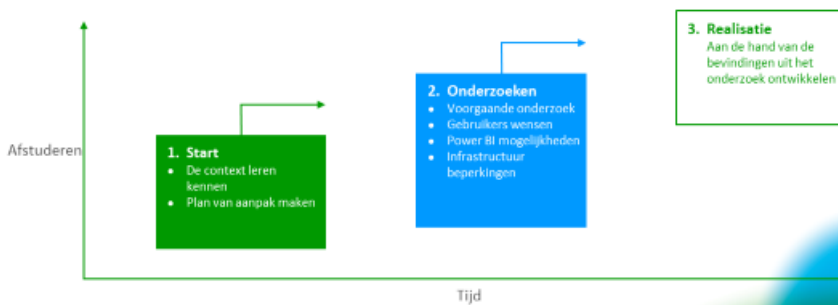 3. Realisatie
Aan de hand van de
bevindingen uit het
onderzoek ontwikkelen
2. Onderzoeken
• Voorgaande onderzoek
• Gebruikers wensen
• Power BI mogelijkheden
• Infrastructuur
beperkingen
Afstuderen
1. Start
• De context leren
kennen
• Plan van aanpak maken
Tijd